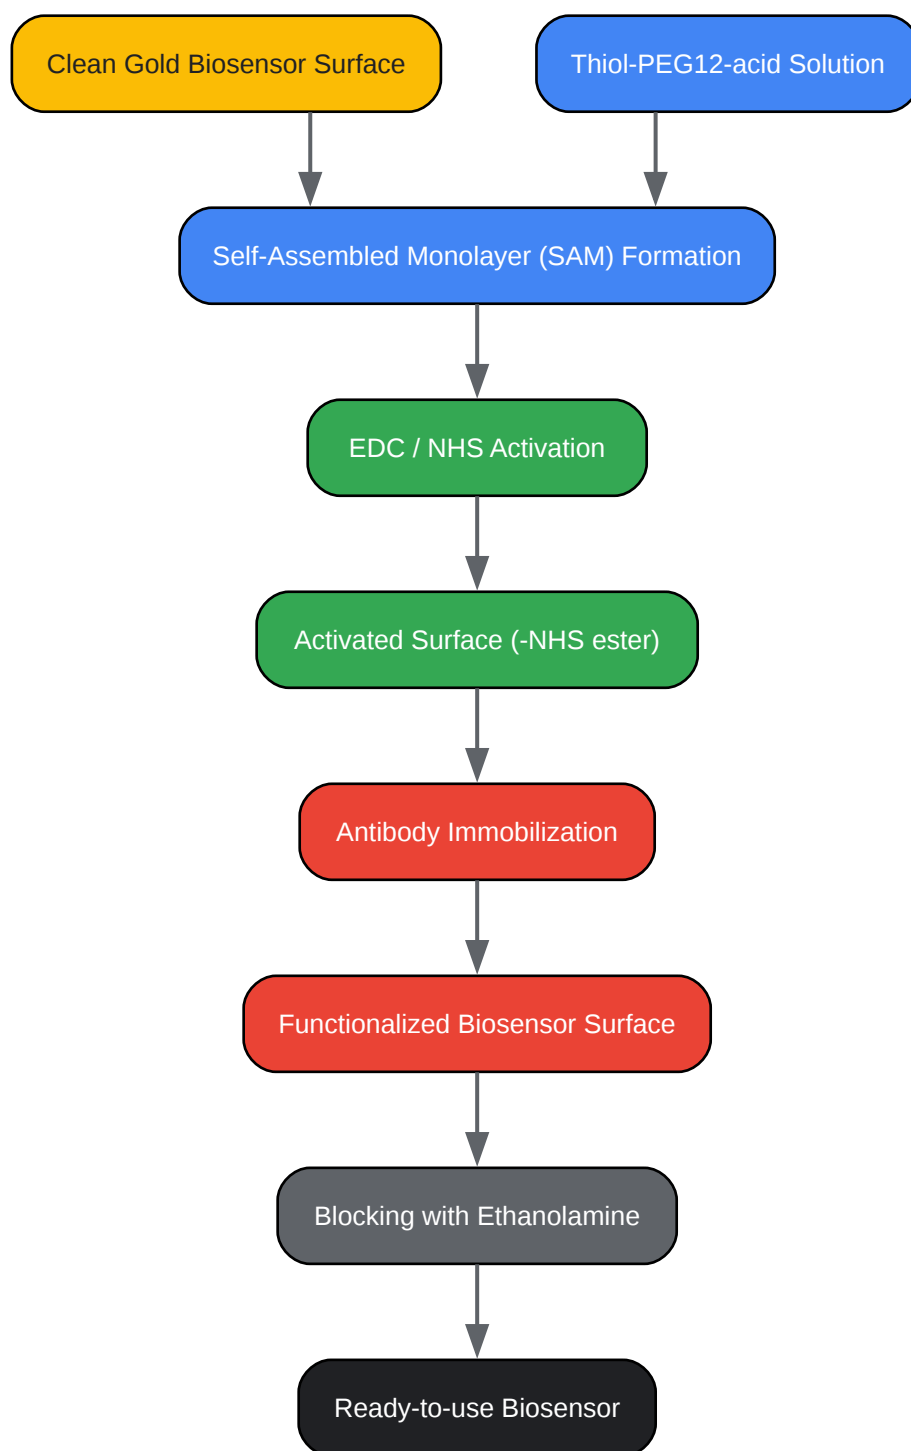 Clean Gold Biosensor Surface
Thiol-PEG12-acid Solution
Self-Assembled Monolayer (SAM) Formation
EDC / NHS Activation
Activated Surface (-NHS ester)
Antibody Immobilization
Functionalized Biosensor Surface
Blocking with Ethanolamine
Ready-to-use Biosensor